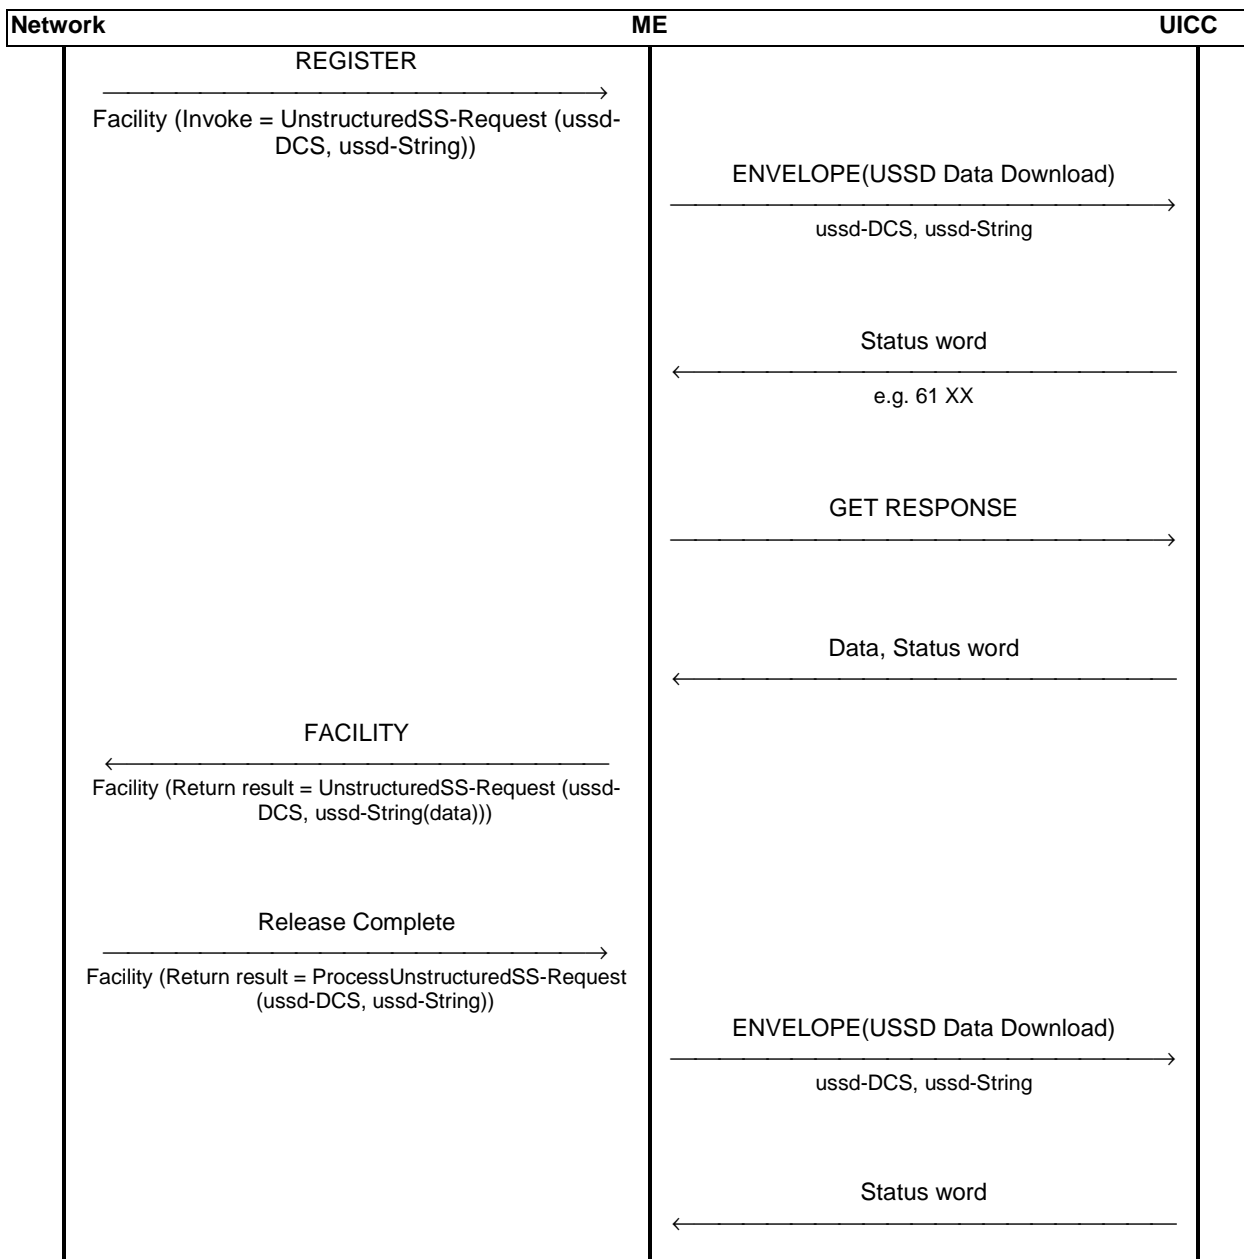 Network ME UICC
REGISTER
Facility (Invoke = UnstructuredSS-Request (ussd-
DCS, ussd-String))
ENVELOPE(USSD Data Download)
ussd-DCS, ussd-String
Status word
e.g. 61 XX
GET RESPONSE
Data, Status word
FACILITY
Facility (Return result = UnstructuredSS-Request (ussd-
DCS, ussd-String(data)))
Release Complete
Facility (Return result = ProcessUnstructuredSS-Request
(ussd-DCS, ussd-String))
ENVELOPE(USSD Data Download)
ussd-DCS, ussd-String
Status word